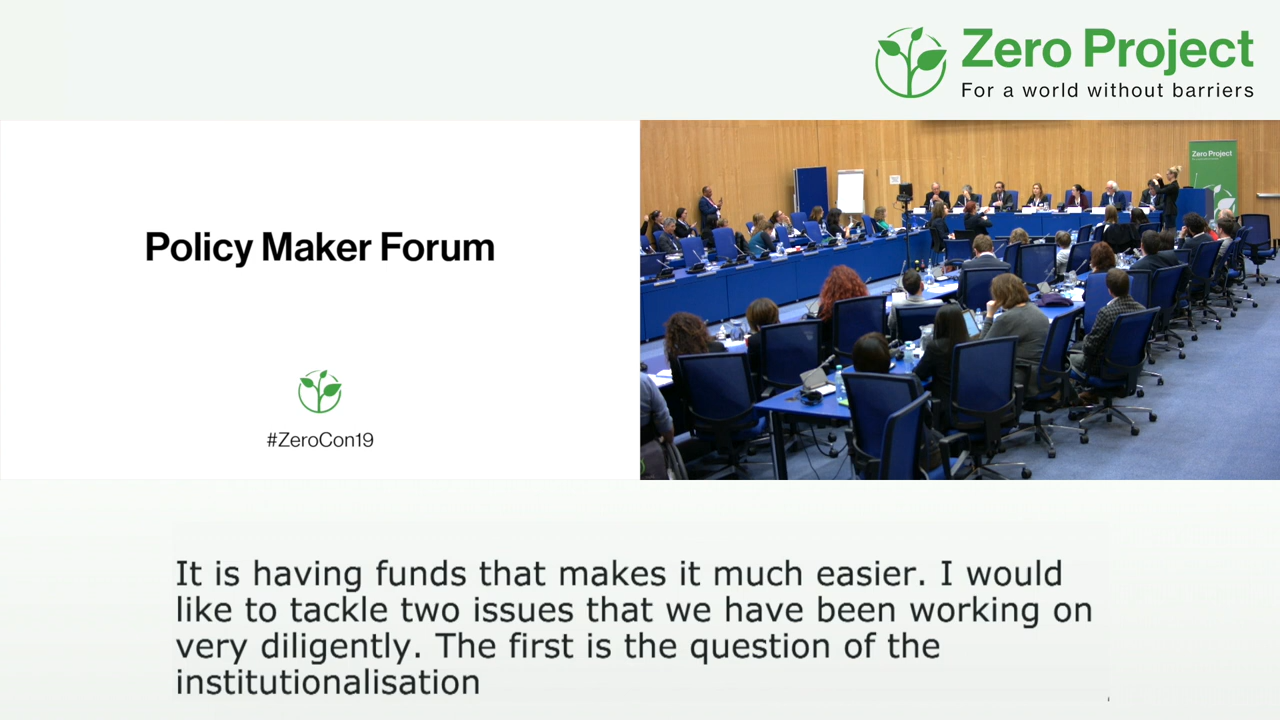 Zero Project
For a world without barriers
Policy Maker Forum
#ZeroCon19
Zero Project
It is having funds that makes it much easier. I would
like to tackle two issues that we have been working on
very diligently. The first is the question of the
institutionalisation